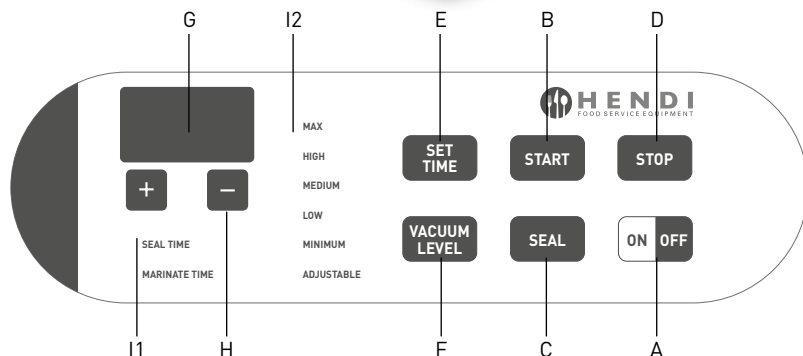 G I2 E B D
HENDI
FOOD SERVICE EQUIPMENT
MAX
HIGH
MEDIUM
LOW
MINIMUM
ADJUSTABLE
+ −
SEAL TIME
MARINATE TIME
SET
TIME
START
STOP
VACUUM
LEVEL
SEAL
ON OFF
I1 H F C A